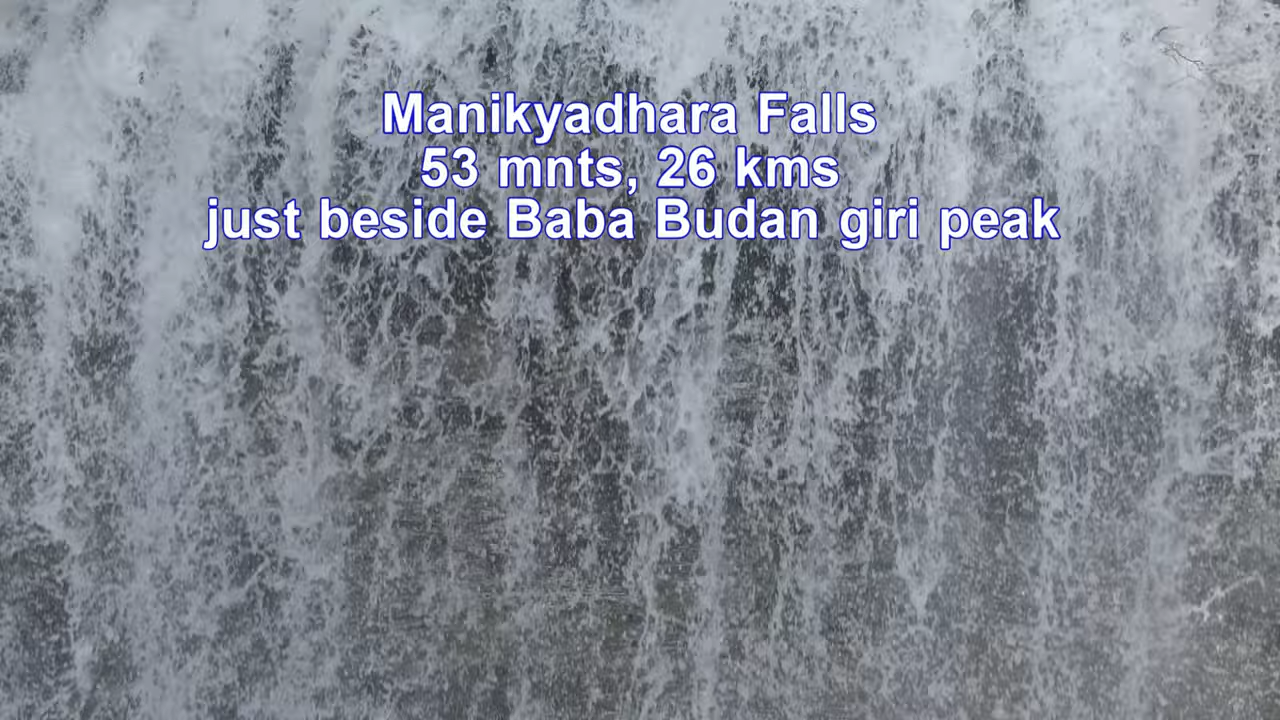 Manikyadhara Falls
53 mnts, 26 kms
just beside Baba Budan giri peak